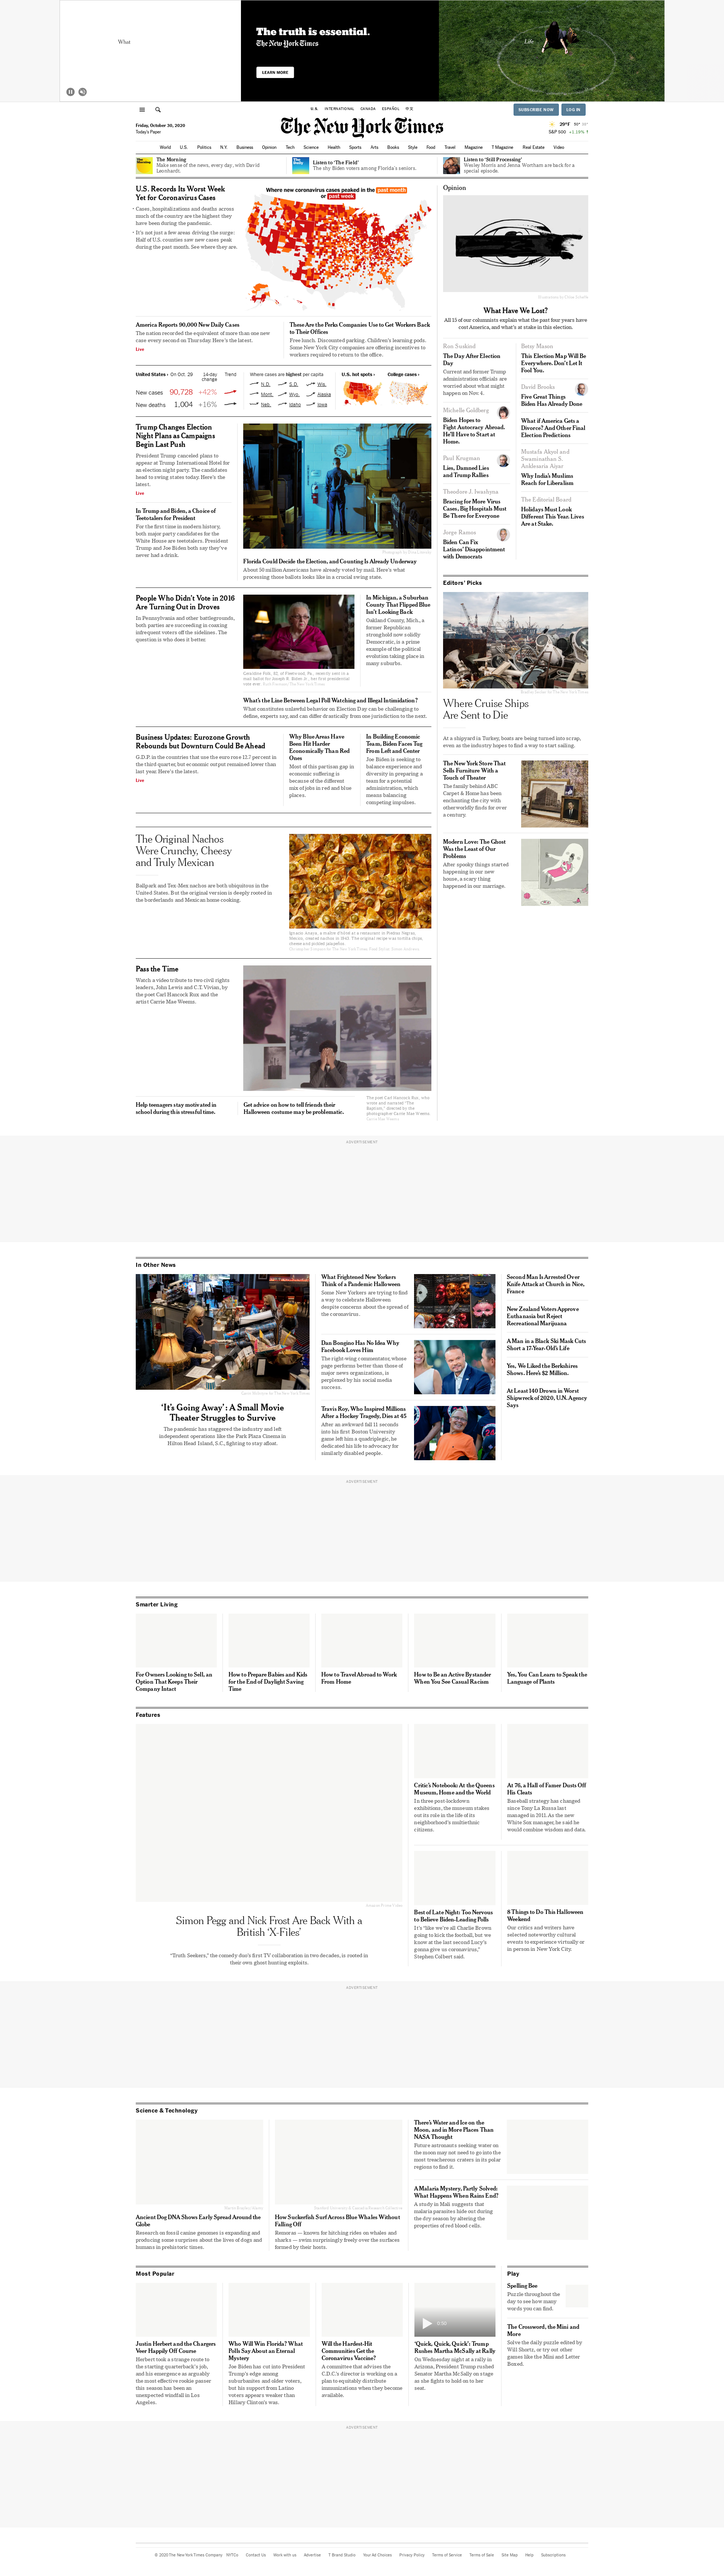 What
The truth is essential.
The New York Times
LEARN MORE
Life
U.S.
INTERNATIONAL
CANADA
ESPAÑOL
中文
SUBSCRIBE NOW
LOG IN
Friday, October 30, 2020
Today's Paper
The New York Times
S&P 500 +1.19%
World U.S. Politics N.Y. Business Opinion Tech Science Health Sports Arts Books Style Food Travel Magazine T Magazine Real Estate Video
The Morning
Make sense of the news, every day, with David
Leonhardt.
Listen to 'The Field'
The shy Biden voters among Florida's seniors.
Listen to 'Still Processing'
Wesley Morris and Jenna Wortham are back for a
special episode.
U.S. Records Its Worst Week
Yet for Coronavirus Cases
Cases, hospitalizations and deaths across
much of the country are the highest they
have been during the pandemic.
It's not just a few areas driving the surge:
Half of U.S. counties saw new cases peak
during the past month. See where they are.
Where new coronavirus cases peaked in the past month
or past week
America Reports 90,000 New Daily Cases
The nation recorded the equivalent of more than one new
case every second on Thursday. Here's the latest.
Live
These Are the Perks Companies Use to Get Workers Back
to Their Offices
Free lunch. Discounted parking. Children's learning pods.
Some New York City companies are offering incentives to
workers required to return to the office.
United States › On Oct. 29 14-day
change Trend
New cases 90,728 +42%
New deaths 1,004 +16%
Where cases are highest per capita
N.D. S.D. Wis.
Mont. Wyo. Alaska
Neb. Idaho Iowa
U.S. hot spots ›
College cases ›
Trump Changes Election
Night Plans as Campaigns
Begin Last Push
President Trump canceled plans to
appear at Trump International Hotel for
an election night party. The candidates
head to swing states today. Here's the
latest.
Live
In Trump and Biden, a Choice of
Teetotalers for President
For the first time in modern history,
both major party candidates for the
White House are teetotalers. President
Trump and Joe Biden both say they've
never had a drink.
Florida Could Decide the Election, and Counting Is Already Underway
About 50 million Americans have already voted by mail. Here's what
processing those ballots looks like in a crucial swing state.
People Who Didn't Vote in 2016
Are Turning Out in Droves
In Pennsylvania and other battlegrounds,
both parties are succeeding in coaxing
infrequent voters off the sidelines. The
question is who does it better.
In Michigan, a Suburban
County That Flipped Blue
Isn't Looking Back
Oakland County, Mich., a
former Republican
stronghold now solidly
Democratic, is a prime
example of the political
evolution taking place in
many suburbs.
What's the Line Between Legal Poll Watching and Illegal Intimidation?
What constitutes unlawful behavior on Election Day can be challenging to
define, experts say, and can differ drastically from one jurisdiction to the next.
Business Updates: Eurozone Growth
Rebounds but Downturn Could Be Ahead
G.D.P. in the countries that use the euro rose 12.7 percent in
the third quarter, but economic output remained lower than
last year. Here's the latest.
Live
Why Blue Areas Have
Been Hit Harder
Economically Than Red
Ones
Most of this partisan gap in
economic suffering is
because of the different
mix of jobs in red and blue
places.
In Building Economic
Team, Biden Faces Tug
From Left and Center
Joe Biden is seeking to
balance experience and
diversity in preparing a
team for a potential
administration, which
means balancing
competing impulses.
The Original Nachos
Were Crunchy, Cheesy
and Truly Mexican
Ballpark and Tex-Mex nachos are both ubiquitous in the
United States. But the original version is deeply rooted in
the borderlands and Mexican home cooking.
Pass the Time
Watch a video tribute to two civil rights
leaders, John Lewis and C.T. Vivian, by
the poet Carl Hancock Rux and the
artist Carrie Mae Weems.
Help teenagers stay motivated in
school during this stressful time.
Get advice on how to tell friends their
Halloween costume may be problematic.
The poet Carl Hancock Rux, who
wrote and narrated "The
Baptism," directed by the
photographer Carrie Mae Weems.
Opinion
What Have We Lost?
All 15 of our columnists explain what the past four years have
cost America, and what's at stake in this election.
Ron Suskind
The Day After Election
Day
Current and former Trump
administration officials are
worried about what might
happen on Nov. 4.
Michelle Goldberg
Biden Hopes to
Fight Autocracy Abroad.
He'll Have to Start at
Home.
Paul Krugman
Lies, Damned Lies
and Trump Rallies
Theodore J. Iwashyna
Bracing for More Virus
Cases, Big Hospitals Must
Be There for Everyone
Jorge Ramos
Biden Can Fix
Latinos' Disappointment
with Democrats
Betsy Mason
This Election Map Will Be
Everywhere. Don't Let It
Fool You.
David Brooks
Five Great Things
Biden Has Already Done
What if America Gets a
Divorce? And Other Final
Election Predictions
Mustafa Akyol and
Swaminathan S.
Anklesaria Aiyar
Why India's Muslims
Reach for Liberalism
The Editorial Board
Holidays Must Look
Different This Year. Lives
Are at Stake.
Editors' Picks
Where Cruise Ships
Are Sent to Die
At a shipyard in Turkey, boats are being turned into scrap,
even as the industry hopes to find a way to start sailing.
The New York Store That
Sells Furniture With a
Touch of Theater
The family behind ABC
Carpet & Home has been
enchanting the city with
otherworldly finds for over
a century.
Modern Love: The Ghost
Was the Least of Our
Problems
After spooky things started
happening in our new
house, a scary thing
happened in our marriage.
ADVERTISEMENT
In Other News
'It's Going Away': A Small Movie
Theater Struggles to Survive
The pandemic has staggered the industry and left
independent operations like the Park Plaza Cinema in
Hilton Head Island, S.C., fighting to stay afloat.
What Frightened New Yorkers
Think of a Pandemic Halloween
Some New Yorkers are trying to find
a way to celebrate Halloween
despite concerns about the spread of
the coronavirus.
Dan Bongino Has No Idea Why
Facebook Loves Him
The right-wing commentator, whose
page performs better than those of
major news organizations, is
perplexed by his social media
success.
Travis Roy, Who Inspired Millions
After a Hockey Tragedy, Dies at 45
After an awkward fall 11 seconds
into his first Boston University
game left him a quadriplegic, he
dedicated his life to advocacy for
similarly disabled people.
Second Man Is Arrested Over
Knife Attack at Church in Nice,
France
New Zealand Voters Approve
Euthanasia but Reject
Recreational Marijuana
A Man in a Black Ski Mask Cuts
Short a 17-Year-Old's Life
Yes, We Liked the Berkshires
Shows. Here's $2 Million.
At Least 140 Drown in Worst
Shipwreck of 2020, U.N. Agency
Says
ADVERTISEMENT
Smarter Living
For Owners Looking to Sell, an
Option That Keeps Their
Company Intact
How to Prepare Babies and Kids
for the End of Daylight Saving
Time
How to Travel Abroad to Work
From Home
How to Be an Active Bystander
When You See Casual Racism
Yes, You Can Learn to Speak the
Language of Plants
Features
Simon Pegg and Nick Frost Are Back With a
British 'X-Files'
"Truth Seekers," the comedy duo's first TV collaboration in two decades, is rooted in
their own ghost hunting exploits.
Critic's Notebook: At the Queens
Museum, Home and the World
In three post-lockdown
exhibitions, the museum stakes
out its role in the life of its
neighborhood's multiethnic
citizens.
At 76, a Hall of Famer Dusts Off
His Cleats
Baseball strategy has changed
since Tony La Russa last
managed in 2011. As the new
White Sox manager, he said he
would combine wisdom and data.
Best of Late Night: Too Nervous
to Believe Biden-Leading Polls
It's "like we're all Charlie Brown
going to kick the football, but we
know at the last second Lucy's
gonna give us coronavirus,"
Stephen Colbert said.
8 Things to Do This Halloween
Weekend
Our critics and writers have
selected noteworthy cultural
events to experience virtually or
in person in New York City.
ADVERTISEMENT
Science & Technology
Ancient Dog DNA Shows Early Spread Around the
Globe
Research on fossil canine genomes is expanding and
producing some surprises about the lives of dogs and
humans in prehistoric times.
How Suckerfish Surf Across Blue Whales Without
Falling Off
Remoras — known for hitching rides on whales and
sharks — swim surprisingly freely over the surfaces
formed by their hosts.
There's Water and Ice on the
Moon, and in More Places Than
NASA Thought
Future astronauts seeking water on
the moon may not need to go into the
most treacherous craters in its polar
regions to find it.
A Malaria Mystery, Partly Solved:
What Happens When Rains End?
A study in Mali suggests that
malaria parasites hide out during
the dry season by altering the
properties of red blood cells.
Most Popular
Justin Herbert and the Chargers
Veer Happily Off Course
Herbert took a strange route to
the starting quarterback's job,
and his emergence as arguably
the most effective rookie passer
this season has been an
unexpected windfall in Los
Angeles.
Who Will Win Florida? What
Polls Say About an Eternal
Mystery
Joe Biden has cut into President
Trump's edge among
suburbanites and older voters,
but his support from Latino
voters appears weaker than
Hillary Clinton's was.
Will the Hardest-Hit
Communities Get the
Coronavirus Vaccine?
A committee that advises the
C.D.C.'s director is working on a
plan to equitably distribute
immunizations when they become
available.
'Quick, Quick, Quick': Trump
Rushes Martha McSally at Rally
On Wednesday night at a rally in
Arizona, President Trump rushed
Senator Martha McSally on stage
as she fights to hold on to her
seat.
Play
Spelling Bee
Puzzle throughout the
day to see how many
words you can find.
The Crossword, the Mini and
More
Solve the daily puzzle edited by
Will Shortz, or try out other
games like the Mini and Letter
Boxed.
ADVERTISEMENT
© 2020 The New York Times Company NYTCo Contact Us Work with us Advertise T Brand Studio Your Ad Choices Privacy Policy Terms of Service Terms of Sale Site Map Help Subscriptions